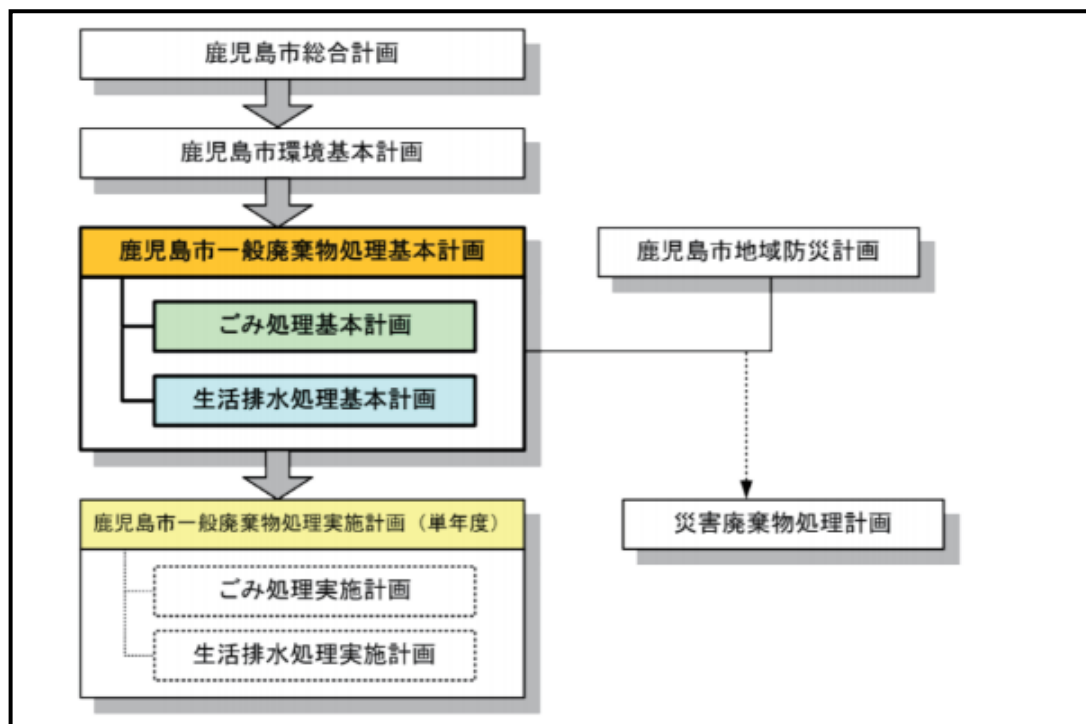 鹿児島市総合計画
鹿児島市環境基本計画
鹿児島市一般廃棄物処理基本計画
ごみ処理基本計画
生活排水処理基本計画
鹿児島市地域防災計画
鹿児島市一般廃棄物処理実施計画（単年度）
ごみ処理実施計画
生活排水処理実施計画
災害廃棄物処理計画